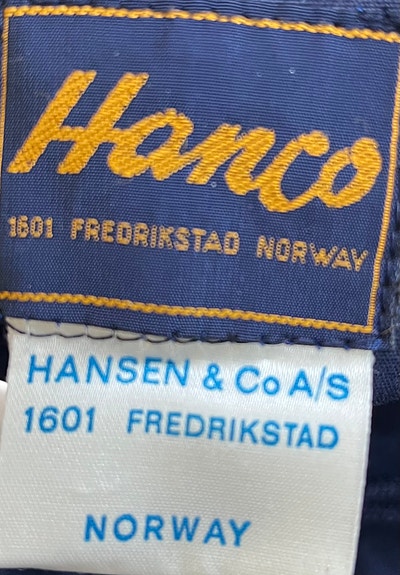 Hanco
1601 FREDRIKSTAD NORWAY
HANSEN & Co A/S
1601 FREDRIKSTAD
NORWAY